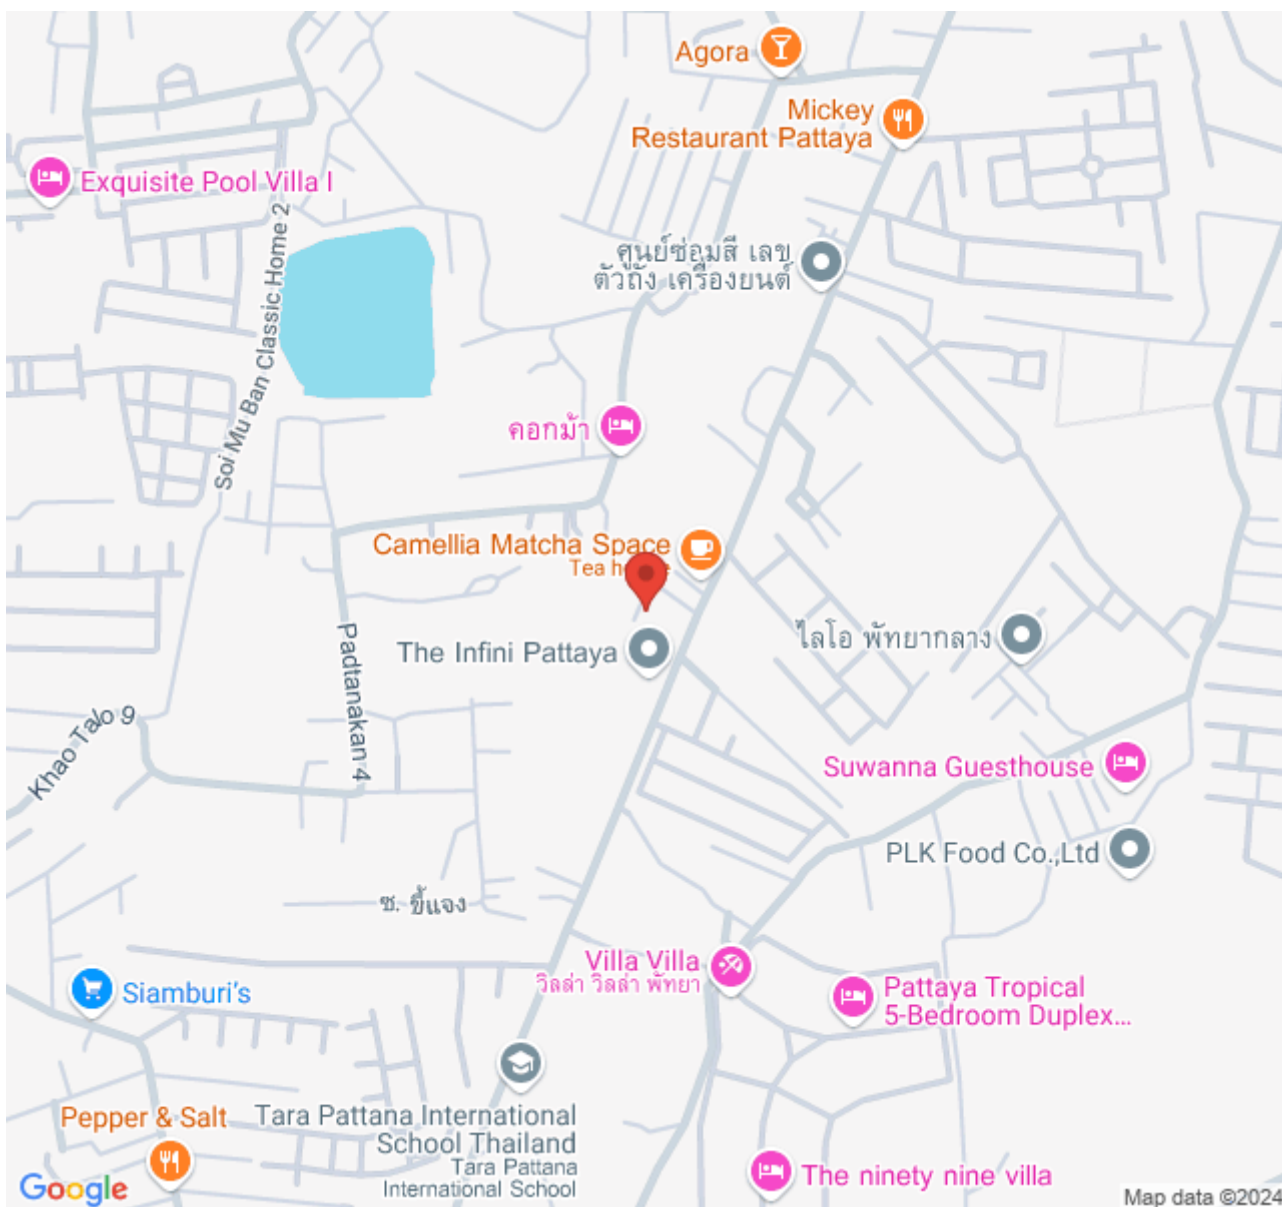 Agora
Mickey
Restaurant Pattaya
Exquisite Pool Villa I
Soi Mu Ban Classic Home 2
ศูนย์ซ่อมสี เลข
ตัวถัง เครื่องยนต์
คอกม้า
Camellia Matcha Space
Tea
The Infini Pattaya
ไลโอ พัทยากลาง
Padtanakan 4
Khao Talo 9
Suwanna Guesthouse
PLK Food Co.,Ltd
ซ. ขี้แจง
Villa Villa
วิลล่า วิลล่า พัทยา
Siamburi's
Pattaya Tropical
5-Bedroom Duplex...
Pepper & Salt
Tara Pattana International
School Thailand
Tara Pattana
International School
The ninety nine villa
Google
Map data ©2024